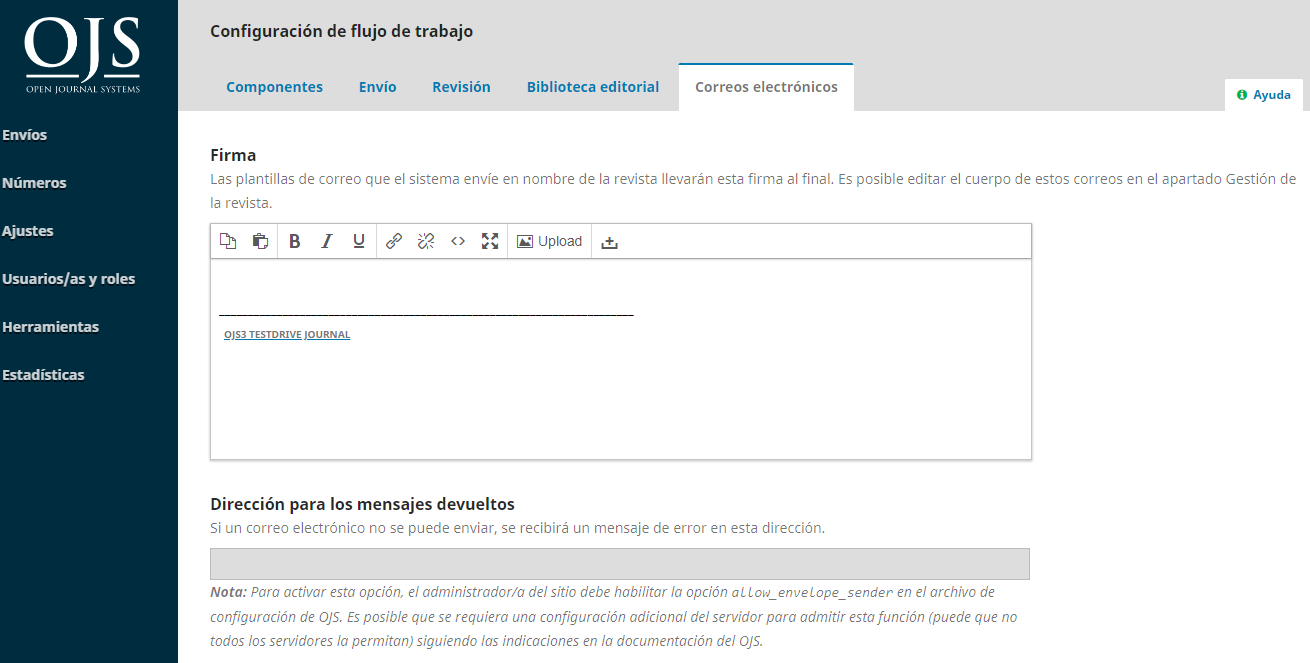 OJS
OPEN JOURNAL SYSTEMS
Envíos
Números
Ajustes
Usuarios/as y roles
Herramientas
Estadísticas
Configuración de flujo de trabajo
Componentes
Envío
Revisión
Biblioteca editorial
Correos electrónicos
Ayuda
Firma
Las plantillas de correo que el sistema envíe en nombre de la revista llevarán esta firma al final. Es posible editar el cuerpo de estos correos en el apartado Gestión de
la revista.
B I U Upload
OJS3 TESTDRIVE JOURNAL
Dirección para los mensajes devueltos
Si un correo electrónico no se puede enviar, se recibirá un mensaje de error en esta dirección.
Nota: Para activar esta opción, el administrador/a del sitio debe habilitar la opción allow_envelope_sender en el archivo de
configuración de OJS. Es posible que se requiera una configuración adicional del servidor para admitir esta función (puede que no
todos los servidores la permitan) siguiendo las indicaciones en la documentación del OJS.